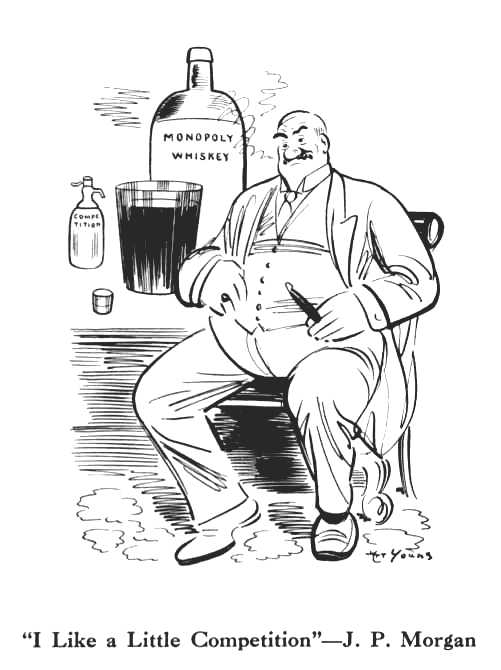 MONOPOLY
WHISKEY
COMPE
TITION
ART YOUNG
"I Like a Little Competition"—J. P. Morgan